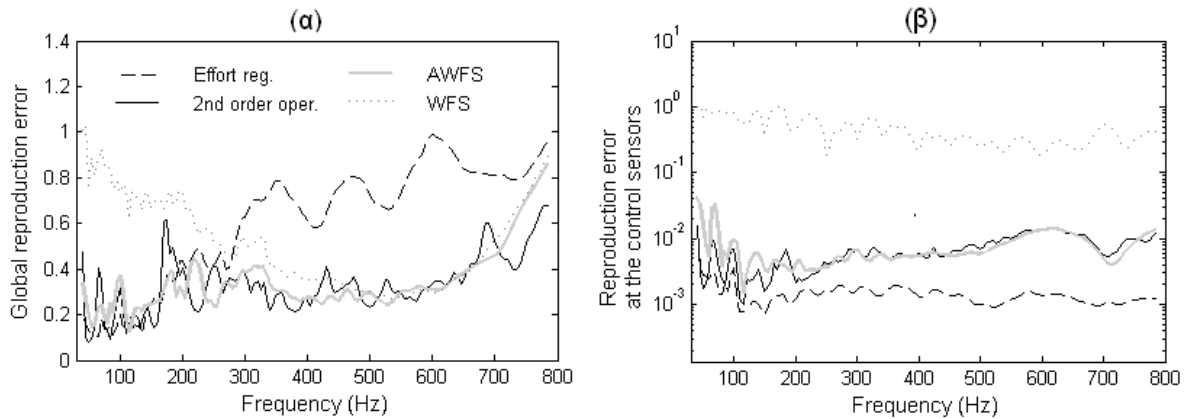 (α)
1.4
1.2
1
0.8
0.6
0.4
0.2
0
Global reproduction error
Effort reg.
2nd order oper.
AWFS
WFS
100 200 300 400 500 600 700 800
Frequency (Hz)
(β)
10^1
10^0
10^-1
10^-2
10^-3
Reproduction error
at the control sensors
100 200 300 400 500 600 700 800
Frequency (Hz)